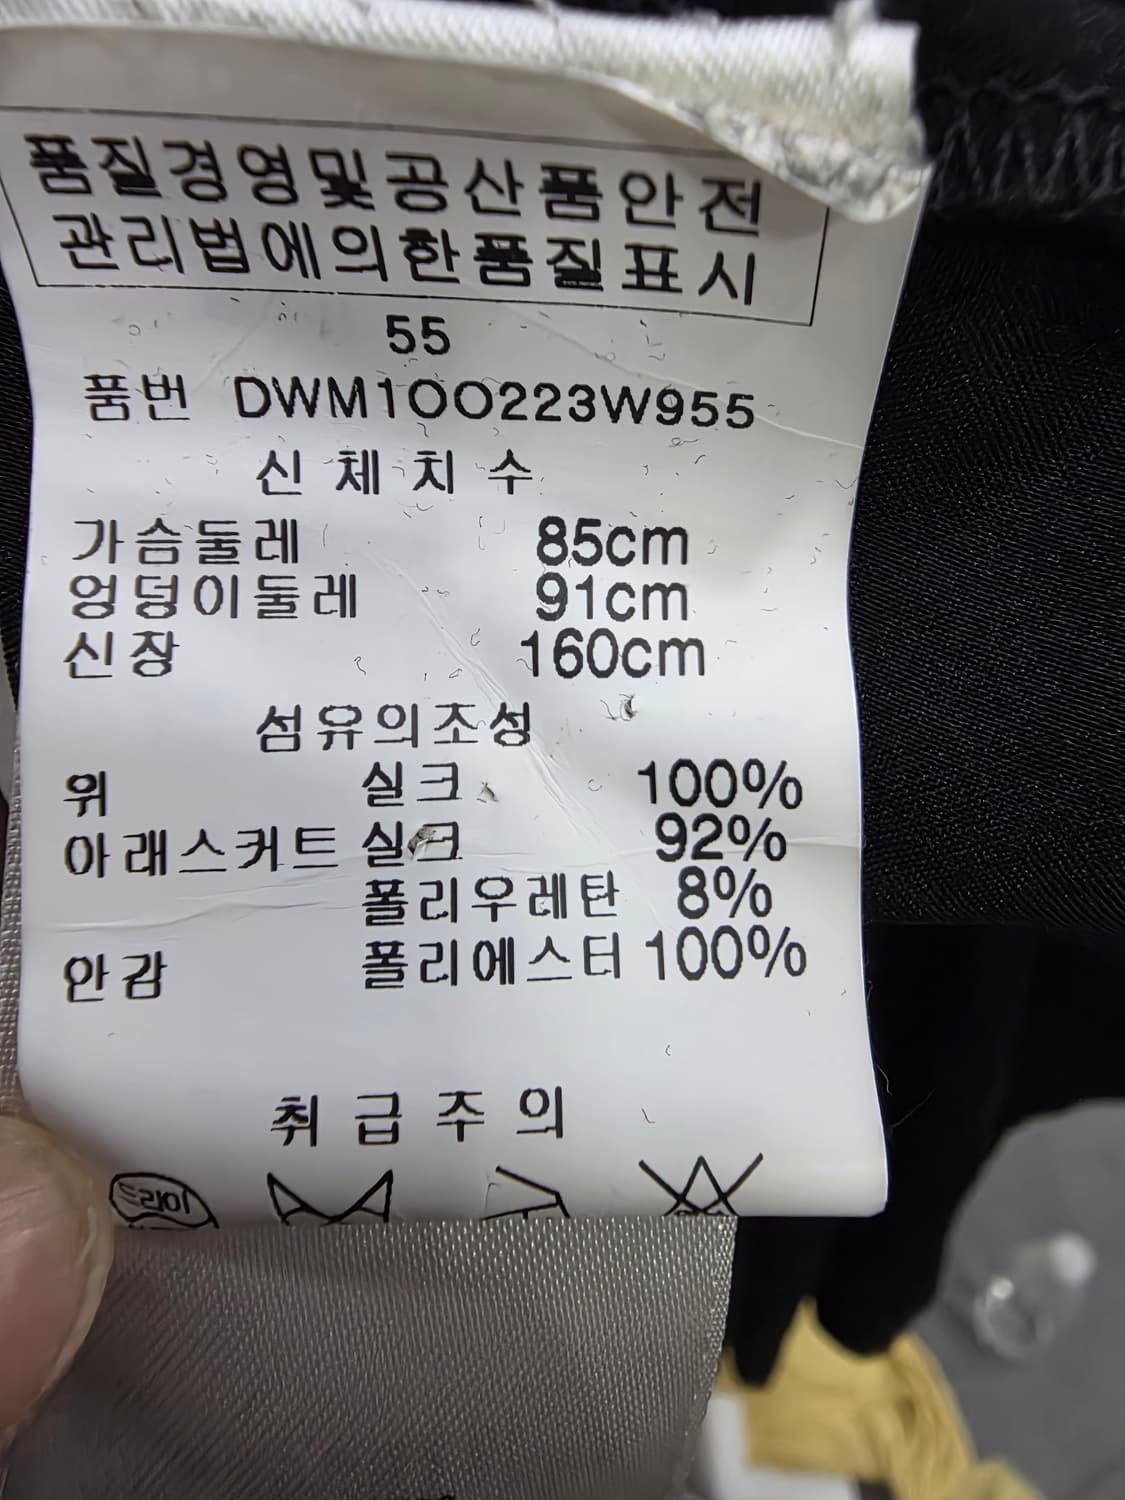 품질경영및공산품안전
관리법에의한품질표시
55
품번 DWM100223W955
신체치수
가슴둘레 85cm
엉덩이둘레 91cm
신장 160cm
섬유의조성
위 실크 100%
아래스커트 실크 92%
폴리우레탄 8%
안감 폴리에스터 100%
취급주의
드라이